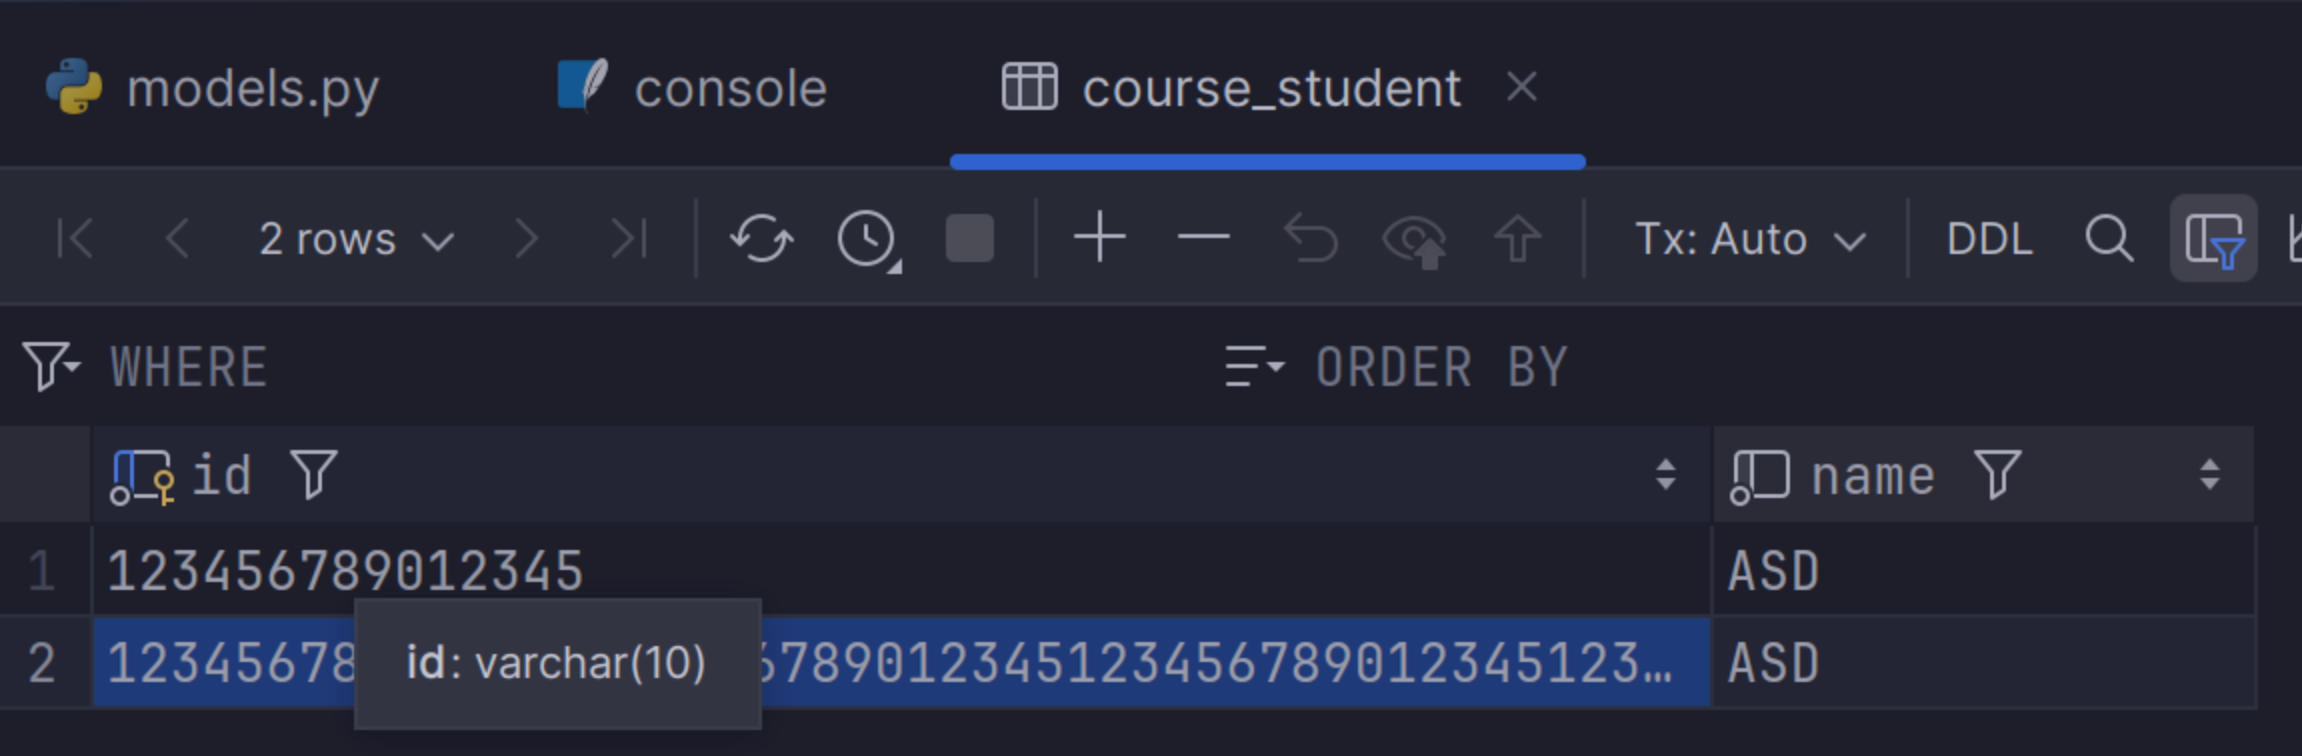 models.py console course_student
2 rows Tx: Auto DDL
WHERE ORDER BY
id name
1 123456789012345 ASD
2 12345678 id: varchar(10) 6789012345123456789012345123… ASD